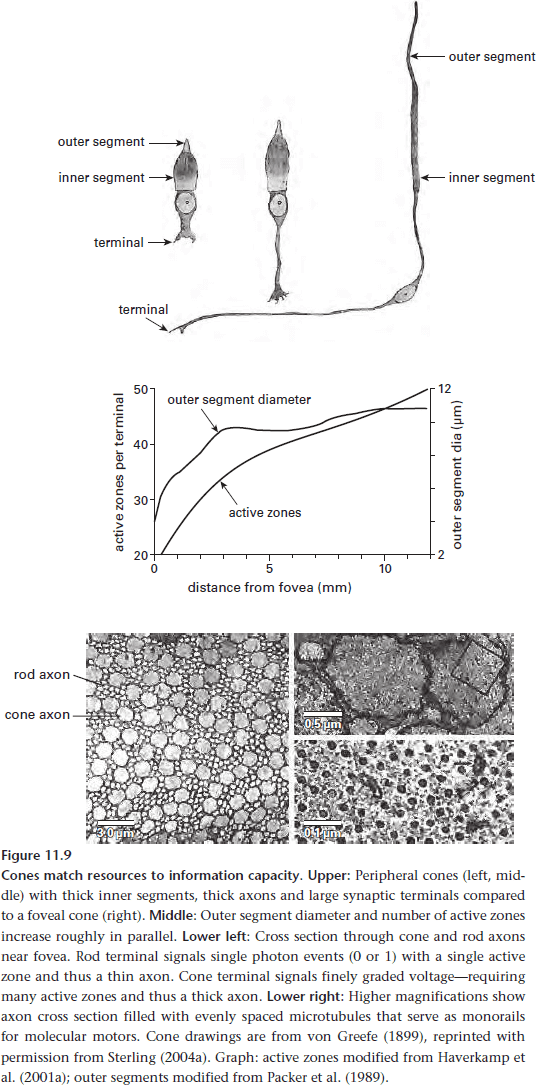 outer segment
outer segment
inner segment
inner segment
terminal
terminal
50
12
outer segment diameter
40
active zones per terminal
outer segment dia (µm)
30
active zones
20
2
0
5
10
distance from fovea (mm)
rod axon
cone axon
0.5 µm
3.0 µm
0.1 µm
Figure 11.9
Cones match resources to information capacity. Upper: Peripheral cones (left, mid-
dle) with thick inner segments, thick axons and large synaptic terminals compared
to a foveal cone (right). Middle: Outer segment diameter and number of active zones
increase roughly in parallel. Lower left: Cross section through cone and rod axons
near fovea. Rod terminal signals single photon events (0 or 1) with a single active
zone and thus a thin axon. Cone terminal signals finely graded voltage—requiring
many active zones and thus a thick axon. Lower right: Higher magnifications show
axon cross section filled with evenly spaced microtubules that serve as monorails
for molecular motors. Cone drawings are from von Greefe (1899), reprinted with
permission from Sterling (2004a). Graph: active zones modified from Haverkamp et
al. (2001a); outer segments modified from Packer et al. (1989).